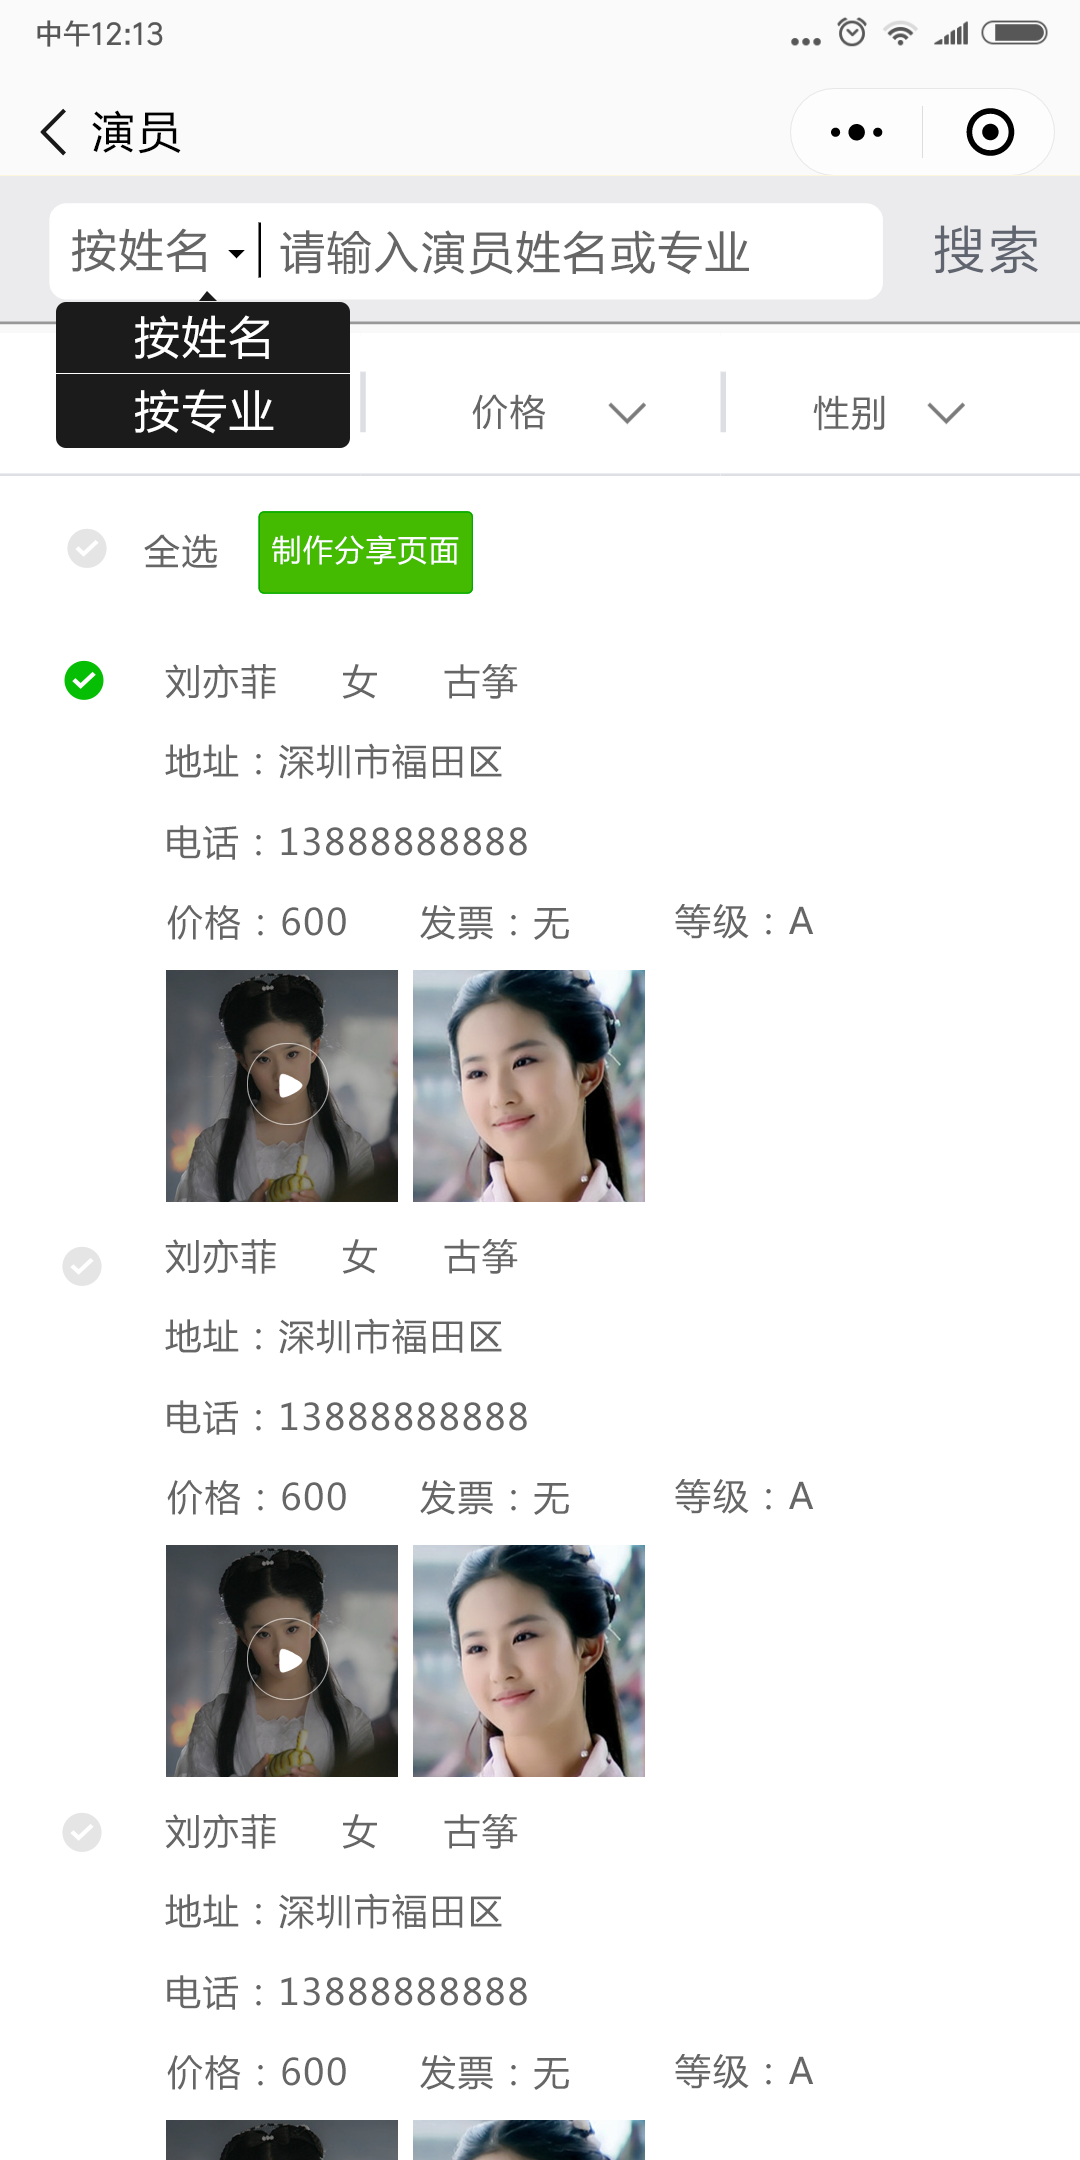 中午12:13
演员
按姓名 请输入演员姓名或专业 搜索
按姓名
按专业
价格 性别
全选 制作分享页面
刘亦菲 女 古筝
地址：深圳市福田区
电话：13888888888
价格：600 发票：无 等级：A
刘亦菲 女 古筝
地址：深圳市福田区
电话：13888888888
价格：600 发票：无 等级：A
刘亦菲 女 古筝
地址：深圳市福田区
电话：13888888888
价格：600 发票：无 等级：A